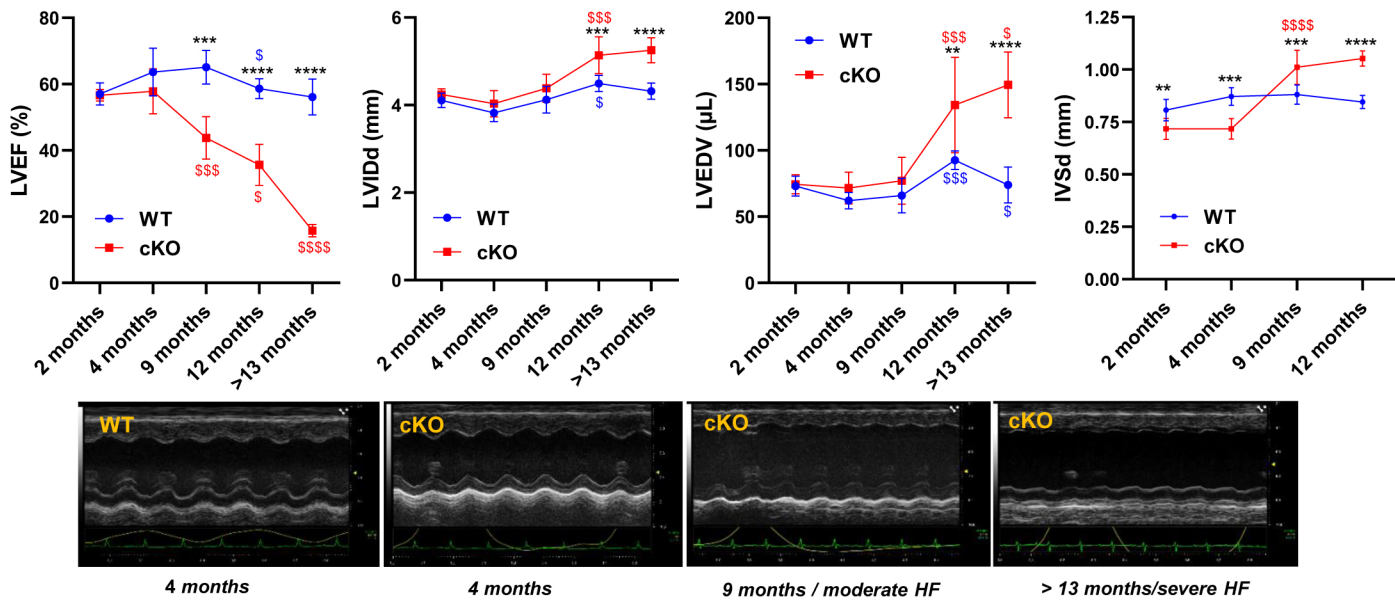 LVEF (%)
80
60
40
20
0
***
$
****
****
$$$
$
$$$$
WT
cKO
2 months
4 months
9 months
12 months
>13 months
LVIDd (mm)
6
4
2
0
$$$
***
****
$
WT
cKO
2 months
4 months
9 months
12 months
>13 months
LVEDV (µL)
200
150
100
50
0
WT
cKO
$$$
**
$
****
$$$
$
2 months
4 months
9 months
12 months
>13 months
IVSd (mm)
1.25
1.00
0.75
0.50
0.25
0.00
**
***
$$$$
***
****
WT
cKO
2 months
4 months
9 months
12 months
WT
cKO
cKO
cKO
4 months
4 months
9 months / moderate HF
> 13 months/severe HF